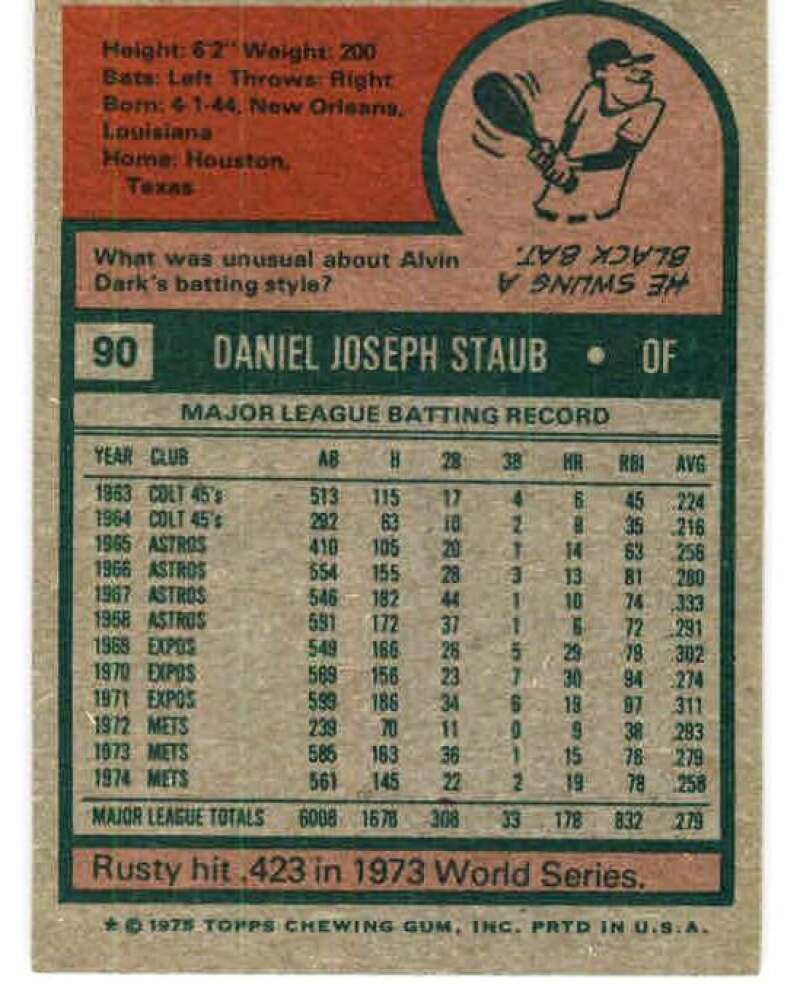 Height: 6'2" Weight: 200
Bats: Left Throws: Right
Born: 4-1-44, New Orleans,
Louisiana
Home: Houston,
Texas
What was unusual about Alvin
Dark's batting style?
HE SWUNG A
BLACK BAT.
90 DANIEL JOSEPH STAUB • OF
MAJOR LEAGUE BATTING RECORD
YEAR CLUB AB H 2B 3B HR RBI AVG
1963 COLT 45's 513 115 17 4 6 45 .224
1964 COLT 45's 292 63 10 2 8 35 .216
1965 ASTROS 410 105 20 1 14 63 .256
1966 ASTROS 554 155 28 3 13 81 .280
1967 ASTROS 546 182 44 1 10 74 .333
1968 ASTROS 591 172 37 1 6 72 .291
1969 EXPOS 549 166 26 5 29 79 .302
1970 EXPOS 569 156 23 7 30 94 .274
1971 EXPOS 599 186 34 6 19 97 .311
1972 METS 239 70 11 0 9 38 .293
1973 METS 585 163 36 1 15 76 .279
1974 METS 561 145 22 2 19 78 .258
MAJOR LEAGUE TOTALS 6008 1678 308 33 178 832 .279
Rusty hit .423 in 1973 World Series.
* © 1975 TOPPS CHEWING GUM, INC. PRTD IN U.S.A.